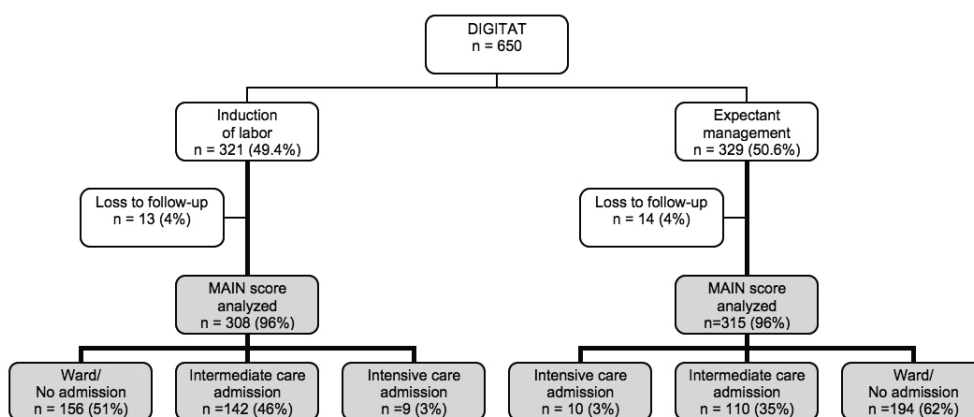 DIGITAT
n = 650
Induction
of labor
n = 321 (49.4%)
Expectant
management
n = 329 (50.6%)
Loss to follow-up
n = 13 (4%)
Loss to follow-up
n = 14 (4%)
MAIN score
analyzed
n = 308 (96%)
MAIN score
analyzed
n=315 (96%)
Ward/
No admission
n = 156 (51%)
Intermediate care
admission
n =142 (46%)
Intensive care
admission
n =9 (3%)
Intensive care
admission
n = 10 (3%)
Intermediate care
admission
n = 110 (35%)
Ward/
No admission
n =194 (62%)